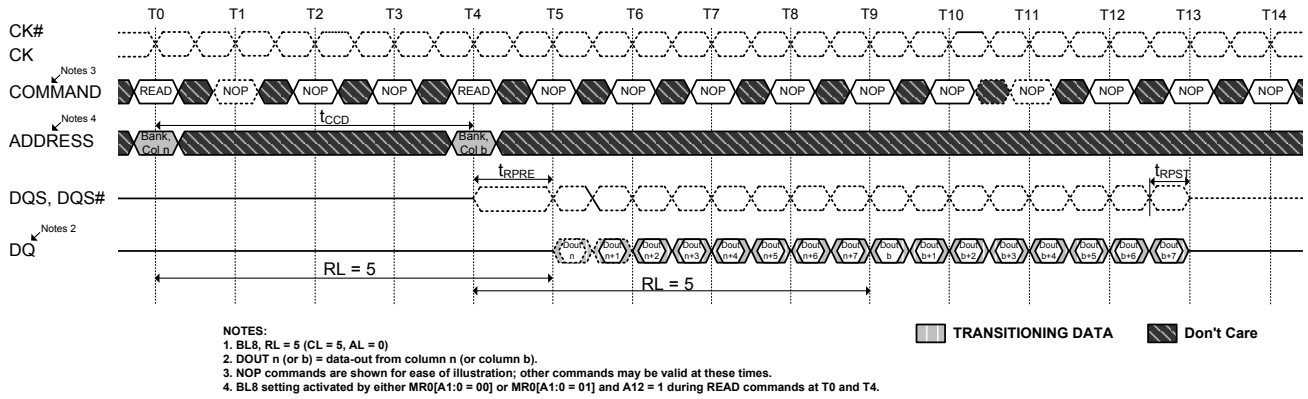 T0 T1 T2 T3 T4 T5 T6 T7 T8 T9 T10 T11 T12 T13 T14
CK#
CK
Notes 3
COMMAND READ NOP NOP NOP READ NOP NOP NOP NOP NOP NOP NOP NOP NOP NOP
tCCD
Notes 4
ADDRESS Bank, Col n Bank, Col b
tRPRE tRPST
DQS, DQS#
Notes 2
DQ Dout n Dout n+1 Dout n+2 Dout n+3 Dout n+4 Dout n+5 Dout n+6 Dout n+7 Dout b Dout b+1 Dout b+2 Dout b+3 Dout b+4 Dout b+5 Dout b+6 Dout b+7
RL = 5 RL = 5
NOTES:
1. BL8, RL = 5 (CL = 5, AL = 0)
2. DOUT n (or b) = data-out from column n (or column b).
3. NOP commands are shown for ease of illustration; other commands may be valid at these times.
4. BL8 setting activated by either MR0[A1:0 = 00] or MR0[A1:0 = 01] and A12 = 1 during READ commands at T0 and T4.
TRANSITIONING DATA Don't Care